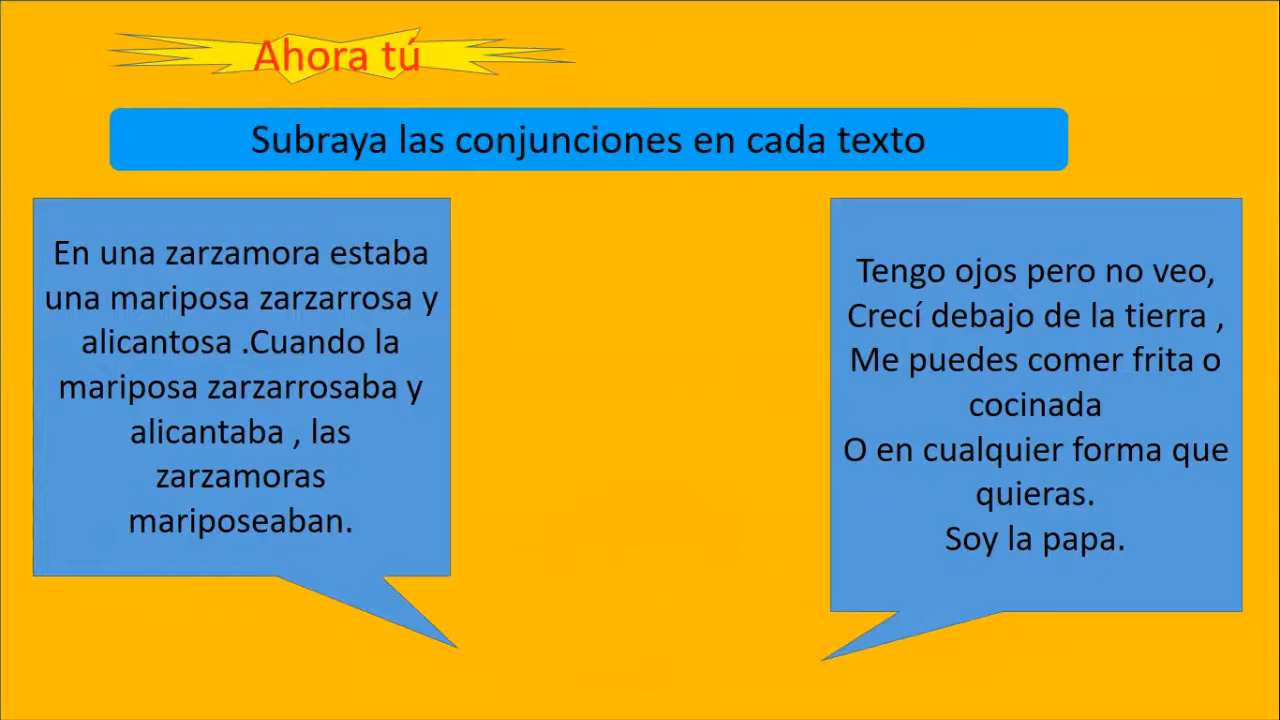 Ahora tú
Subraya las conjunciones en cada texto
En una zarzamora estaba
una mariposa zarzarrosa y
alicantosa .Cuando la
mariposa zarzarrosaba y
alicantaba , las
zarzamoras
mariposeaban.
Tengo ojos pero no veo,
Crecí debajo de la tierra ,
Me puedes comer frita o
cocinada
O en cualquier forma que
quieras.
Soy la papa.